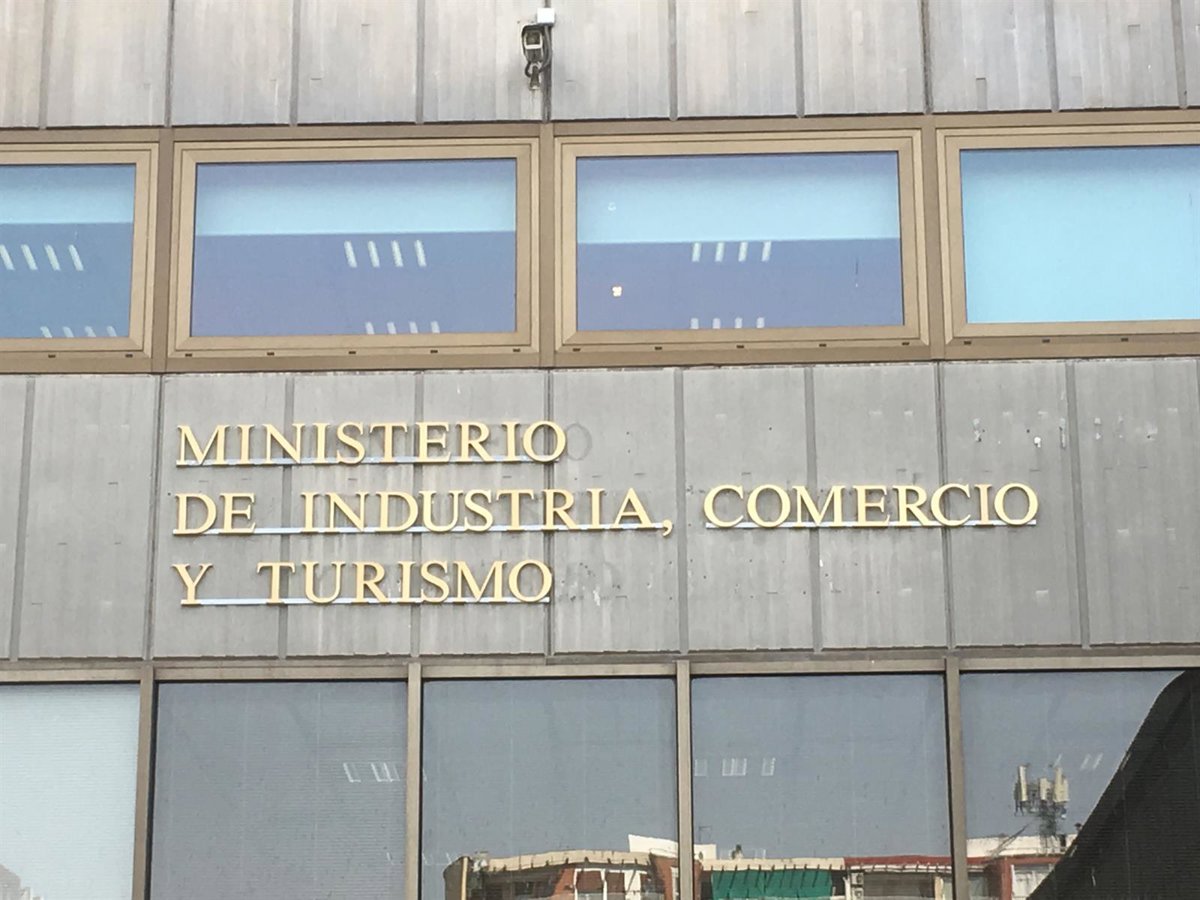 MINISTERIO
DE INDUSTRIA, COMERCIO
Y TURISMO